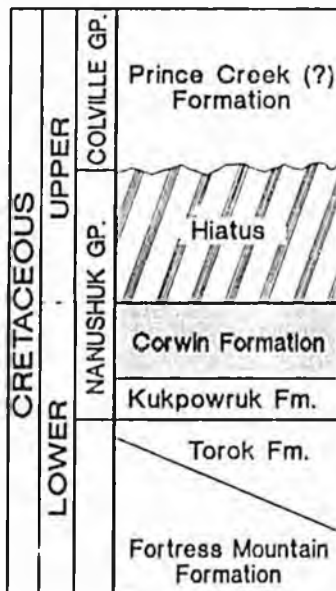 CRETACEOUS
UPPER
LOWER
COLVILLE GP.
NANUSHUK GP.
Prince Creek (?)
Formation
Hiatus
Corwin Formation
Kukpowruk Fm.
Torok Fm.
Fortress Mountain
Formation